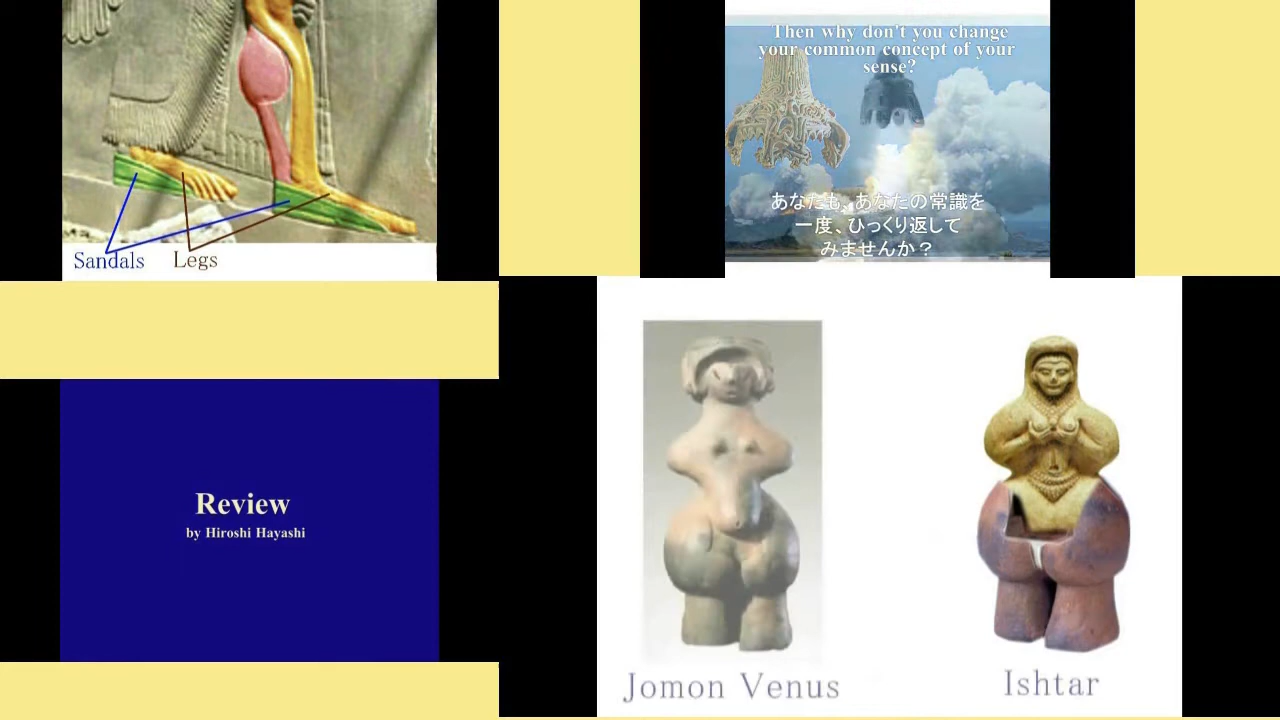 Sandals Legs
Then why don't you change
your common concept of your
sense?
あなたも、あなたの常識を
一度、ひっくり返して
みませんか？
Review
by Hiroshi Hayashi
Jomon Venus
Ishtar